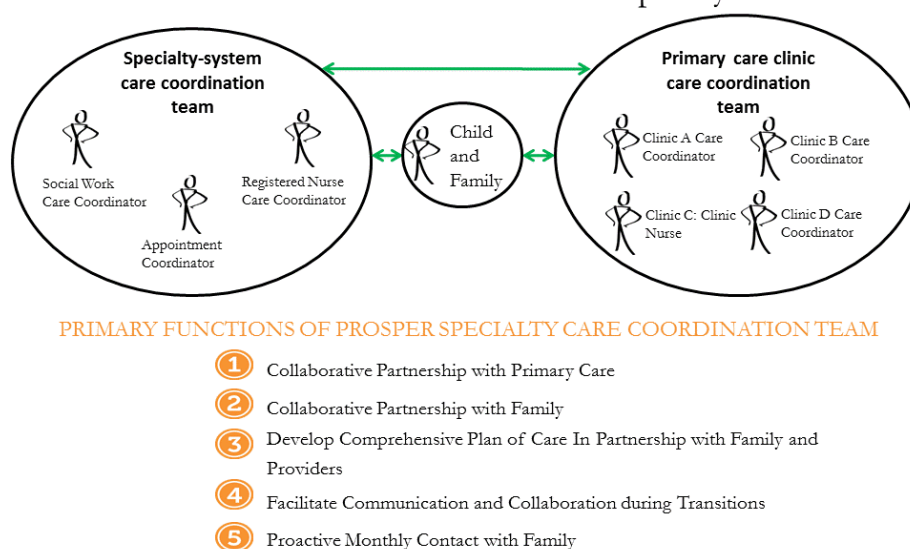 Specialty-system
care coordination
team
Social Work
Care Coordinator
Registered Nurse
Care Coordinator
Appointment
Coordinator
Child
and
Family
Primary care clinic
care coordination
team
Clinic A Care
Coordinator
Clinic B Care
Coordinator
Clinic C: Clinic
Nurse
Clinic D Care
Coordinator
PRIMARY FUNCTIONS OF PROSPER SPECIALTY CARE COORDINATION TEAM
1 Collaborative Partnership with Primary Care
2 Collaborative Partnership with Family
3 Develop Comprehensive Plan of Care In Partnership with Family and
Providers
4 Facilitate Communication and Collaboration during Transitions
5 Proactive Monthly Contact with Family